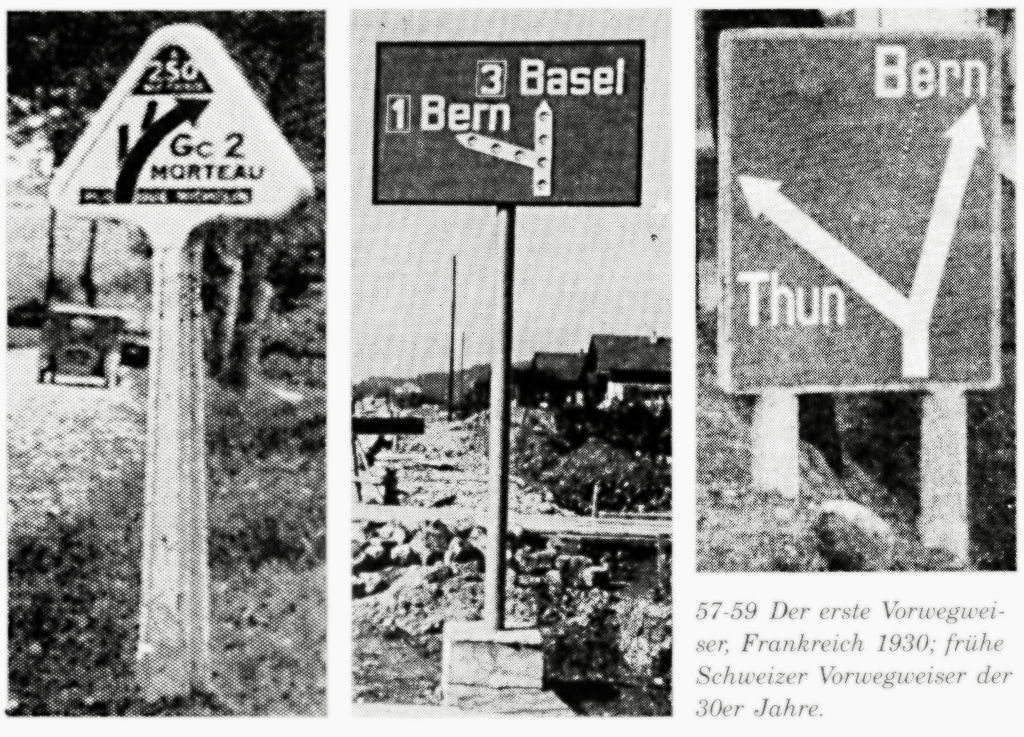 250
Gc 2
MORTEAU
3 Basel
1 Bern
Bern
Thun
57-59 Der erste Vorwegwei-
ser, Frankreich 1930; frühe
Schweizer Vorwegweiser der
30er Jahre.